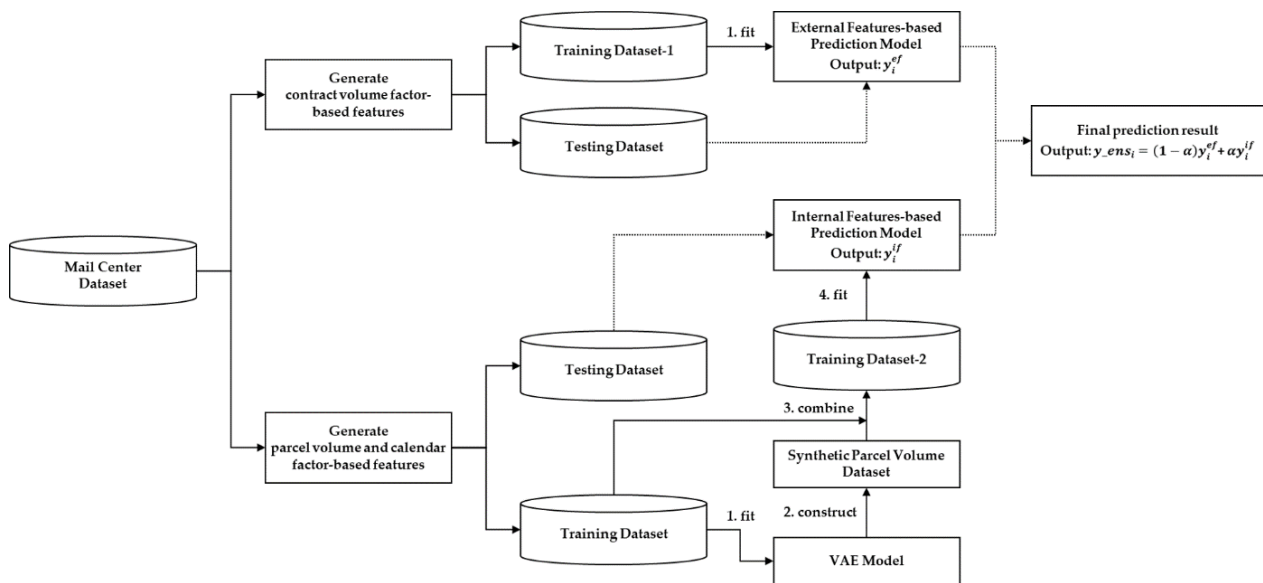 Mail Center
Dataset
Generate
contract volume factor-
based features
Training Dataset-1
1. fit
External Features-based
Prediction Model
Output: y_i^{ef}
Testing Dataset
Final prediction result
Output: y_ens_i = (1 − α)y_i^{ef}+ αy_i^{if}
Internal Features-based
Prediction Model
Output: y_i^{if}
4. fit
Training Dataset-2
3. combine
Synthetic Parcel Volume
Dataset
2. construct
VAE Model
Generate
parcel volume and calendar
factor-based features
Testing Dataset
Training Dataset
1. fit